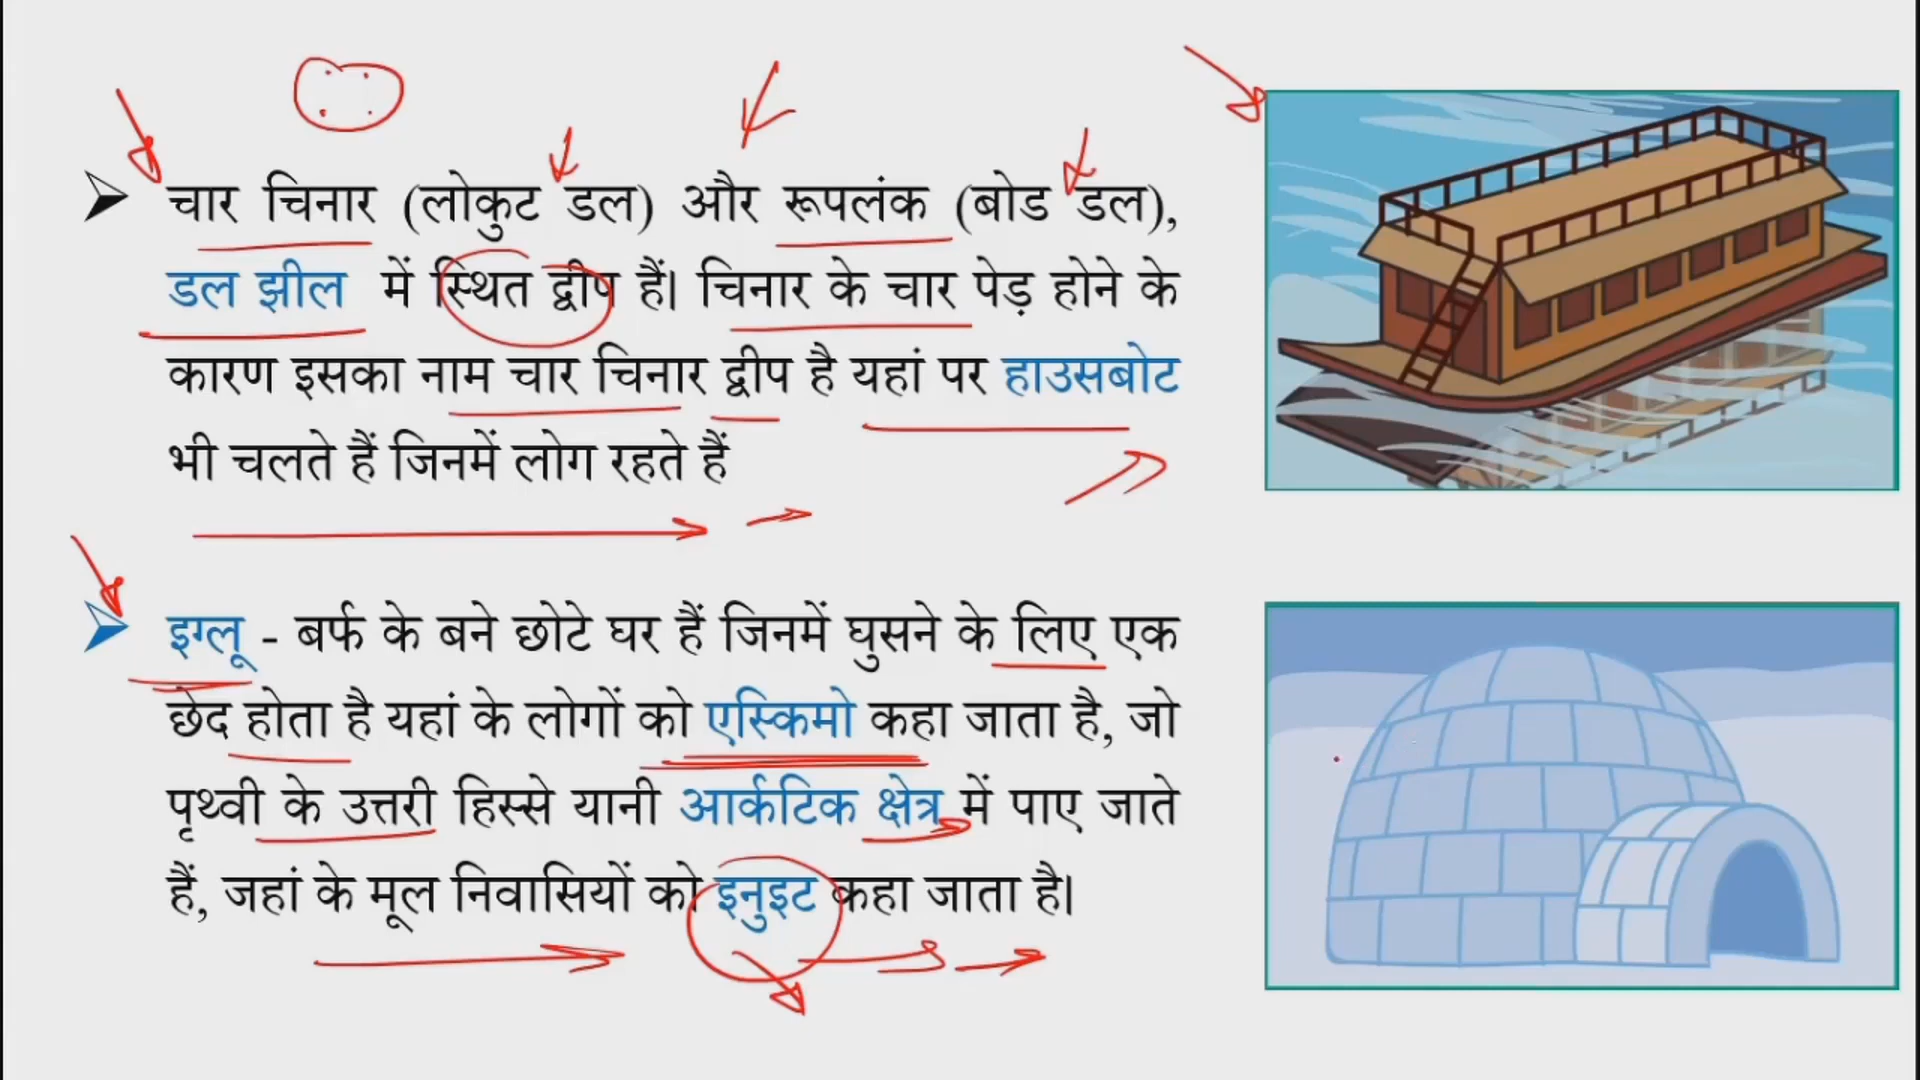 चार चिनार (लोकुट डल) और रूपलंक (बोड डल),
डल झील में स्थित द्वीप हैं। चिनार के चार पेड़ होने के
कारण इसका नाम चार चिनार द्वीप है यहां पर हाउसबोट
भी चलते हैं जिनमें लोग रहते हैं
इग्लू - बर्फ के बने छोटे घर हैं जिनमें घुसने के लिए एक
छेद होता है यहां के लोगों को एस्किमो कहा जाता है, जो
पृथ्वी के उत्तरी हिस्से यानी आर्कटिक क्षेत्र में पाए जाते
हैं, जहां के मूल निवासियों को इनुइट कहा जाता है।